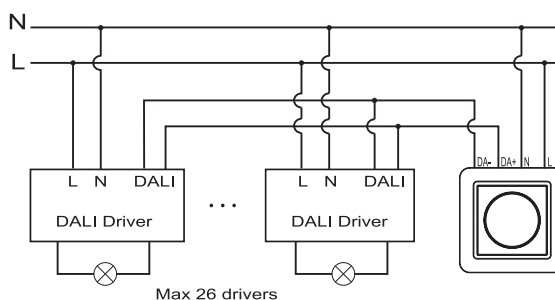 N
L
DA- DA+ N L
L N DALI
L N DALI
DALI Driver
...
DALI Driver
Max 26 drivers